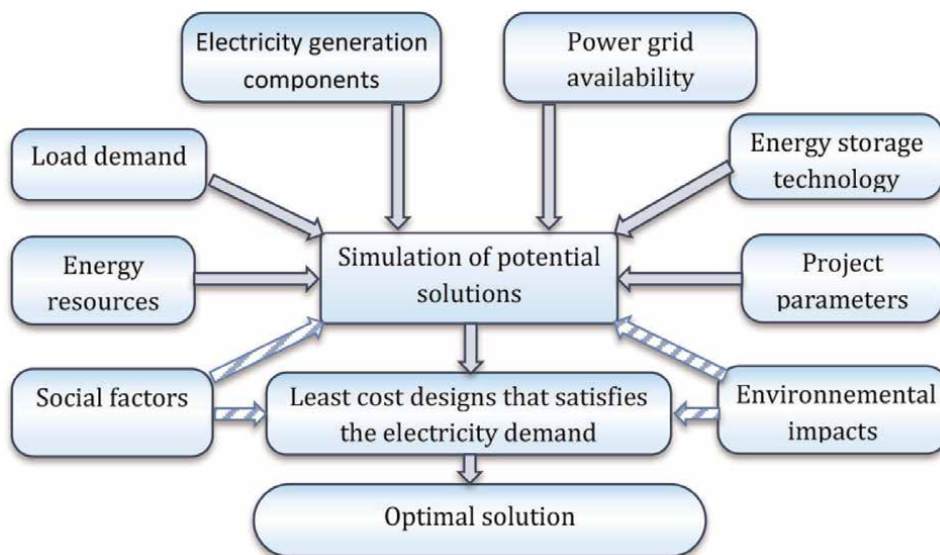 Electricity generation
components
Power grid
availability
Load demand
Energy storage
technology
Energy
resources
Simulation of potential
solutions
Project
parameters
Social factors
Least cost designs that satisfies
the electricity demand
Environnemental
impacts
Optimal solution